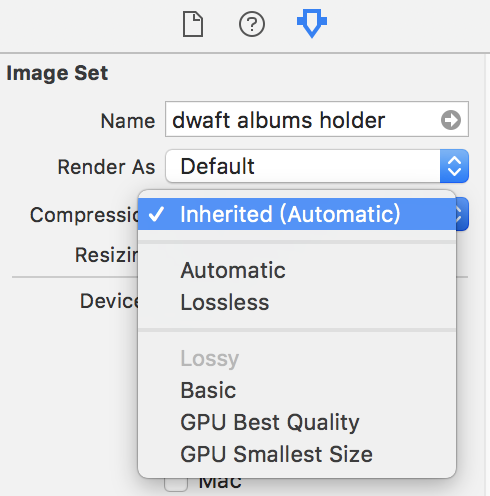 Image Set
Name dwaft albums holder
Render As Default
Compressio Inherited (Automatic)
Resizin
Automatic
Device
Lossless
Lossy
Basic
GPU Best Quality
GPU Smallest Size
Mac